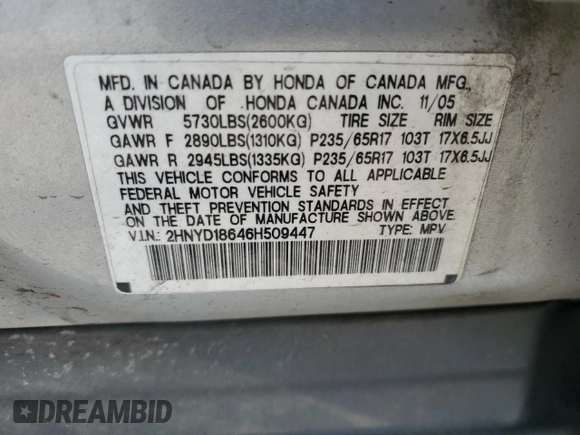 MFD. IN CANADA BY HONDA OF CANADA MFG.,
A DIVISION OF HONDA CANADA INC. 11/05
GVWR 5730LBS(2600KG) TIRE SIZE RIM SIZE
GAWR F 2890LBS(1310KG) P235/65R17 103T 17X6.5JJ
GAWR R 2945LBS(1335KG) P235/65R17 103T 17X6.5JJ
THIS VEHICLE CONFORMS TO ALL APPLICABLE
FEDERAL MOTOR VEHICLE SAFETY
AND THEFT PREVENTION STANDARDS IN EFFECT
ON THE DATE OF MANUFACTURE SHOWN ABOVE.
V.I.N.: 2HNYD18646H509447 TYPE: MPV
DREAMBID